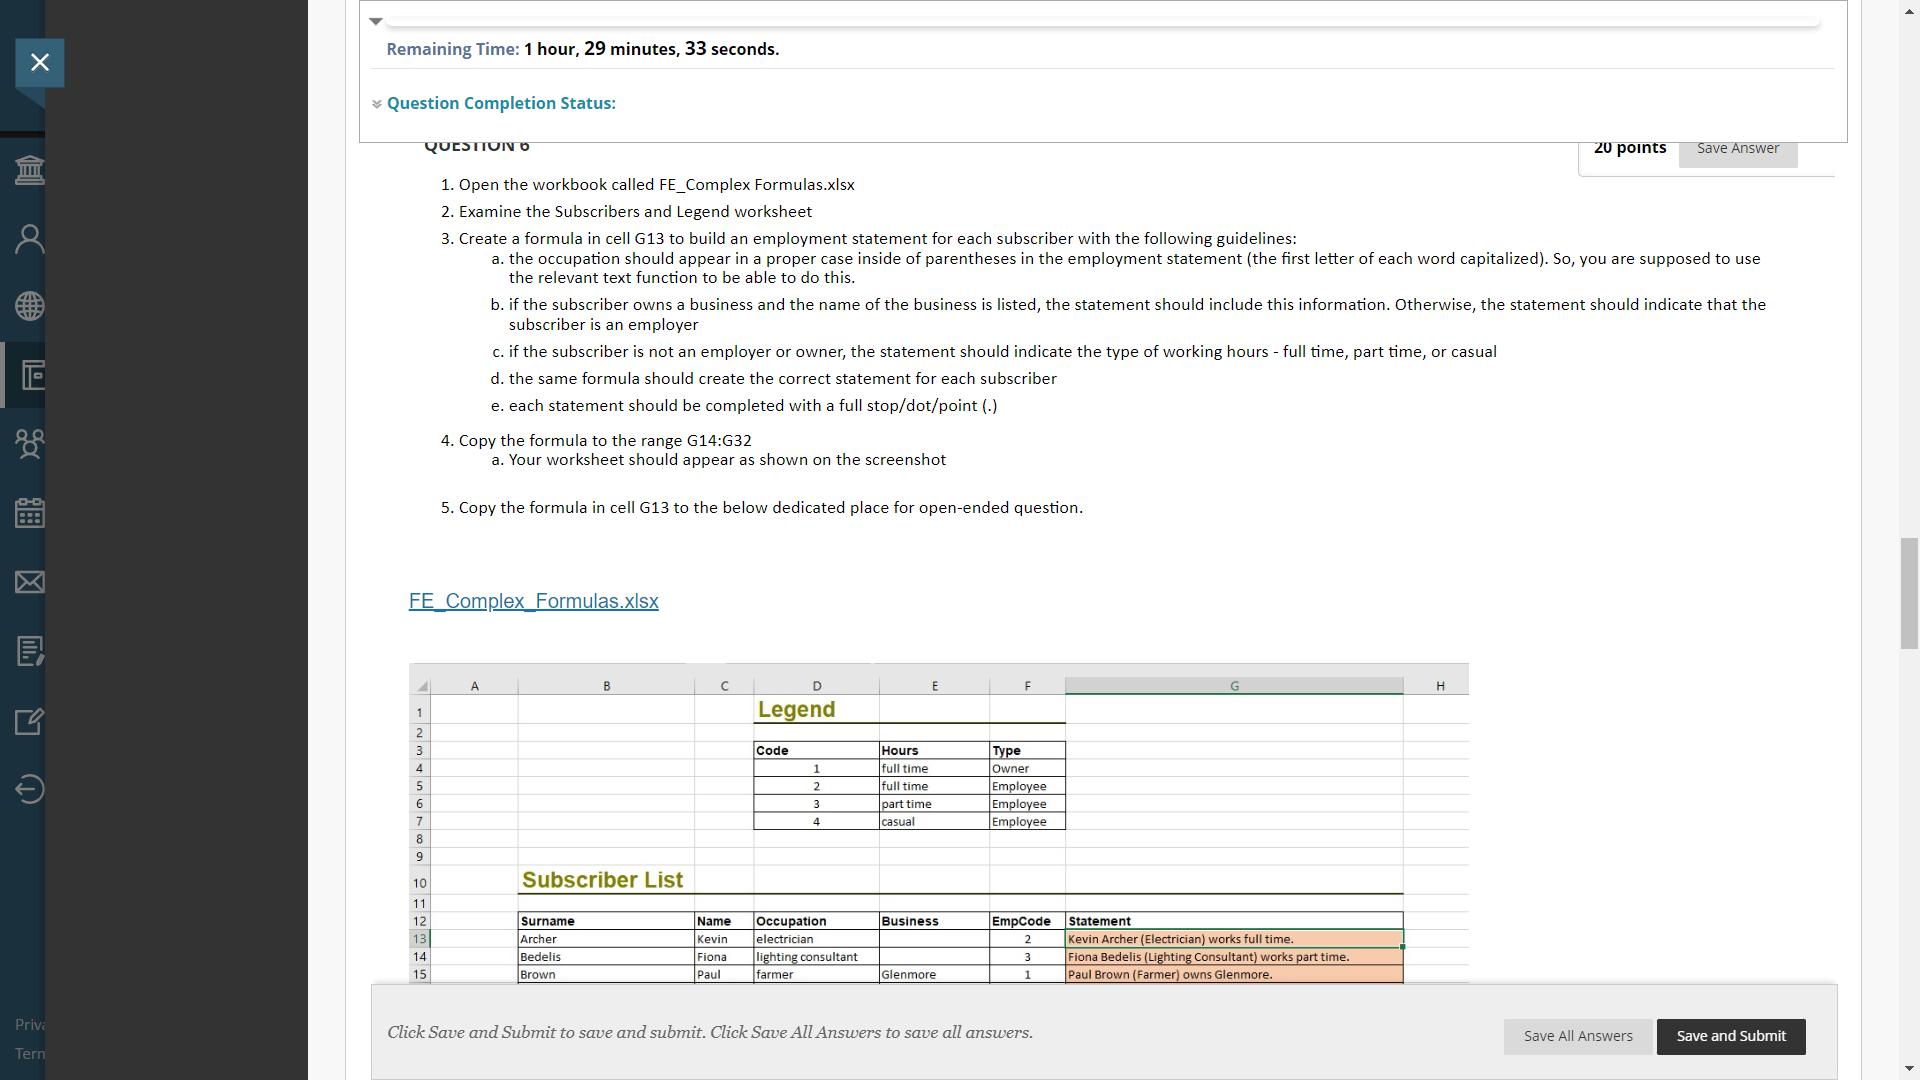 Remaining Time: 1 hour, 29 minutes, 33 seconds.
Question Completion Status:
QUESTION 6
20 points
Save Answer
1. Open the workbook called FE_Complex Formulas.xlsx
2. Examine the Subscribers and Legend worksheet
3. Create a formula in cell G13 to build an employment statement for each subscriber with the following guidelines:
a. the occupation should appear in a proper case inside of parentheses in the employment statement (the first letter of each word capitalized). So, you are supposed to use
the relevant text function to be able to do this.
b. if the subscriber owns a business and the name of the business is listed, the statement should include this information. Otherwise, the statement should indicate that the
subscriber is an employer
c. if the subscriber is not an employer or owner, the statement should indicate the type of working hours - full time, part time, or casual
d. the same formula should create the correct statement for each subscriber
e. each statement should be completed with a full stop/dot/point (.)
4. Copy the formula to the range G14:G32
a. Your worksheet should appear as shown on the screenshot
5. Copy the formula in cell G13 to the below dedicated place for open-ended question.
FE_Complex_Formulas.xlsx
A B C D E F G H
1 Legend
2
3 Code Hours Type
4 1 full time Owner
5 2 full time Employee
6 3 part time Employee
7 4 casual Employee
8
9
10 Subscriber List
11
12 Surname Name Occupation Business EmpCode Statement
13 Archer Kevin electrician 2 Kevin Archer (Electrician) works full time.
14 Bedelis Fiona lighting consultant 3 Fiona Bedelis (Lighting Consultant) works part time.
15 Brown Paul farmer Glenmore 1 Paul Brown (Farmer) owns Glenmore.
Click Save and Submit to save and submit. Click Save All Answers to save all answers.
Save All Answers
Save and Submit
Priva
Term